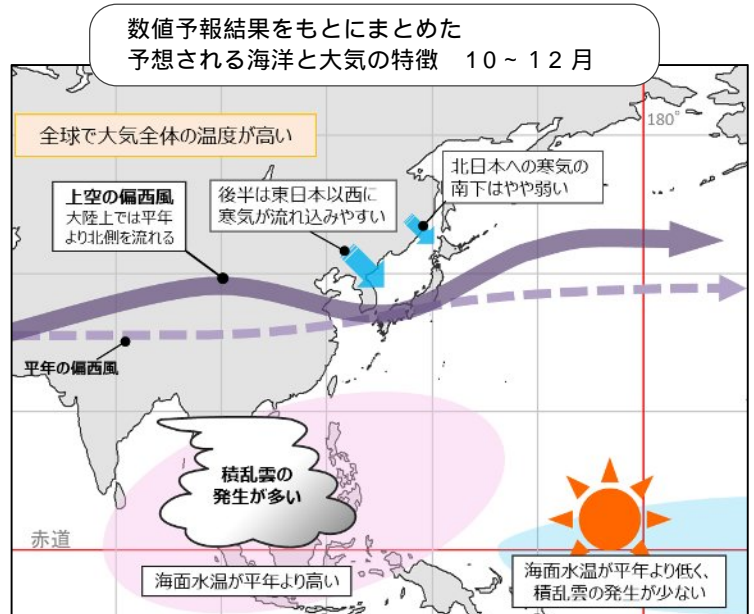 数値予報結果をもとにまとめた
予想される海洋と大気の特徴　10~12月
180°
全球で大気全体の温度が高い
北日本への寒気の
南下はやや弱い
上空の偏西風
大陸上では平年
より北側を流れる
後半は東日本以西に
寒気が流れ込みやすい
平年の偏西風
積乱雲の
発生が多い
赤道
海面水温が平年より高い
海面水温が平年より低く、
積乱雲の発生が少ない